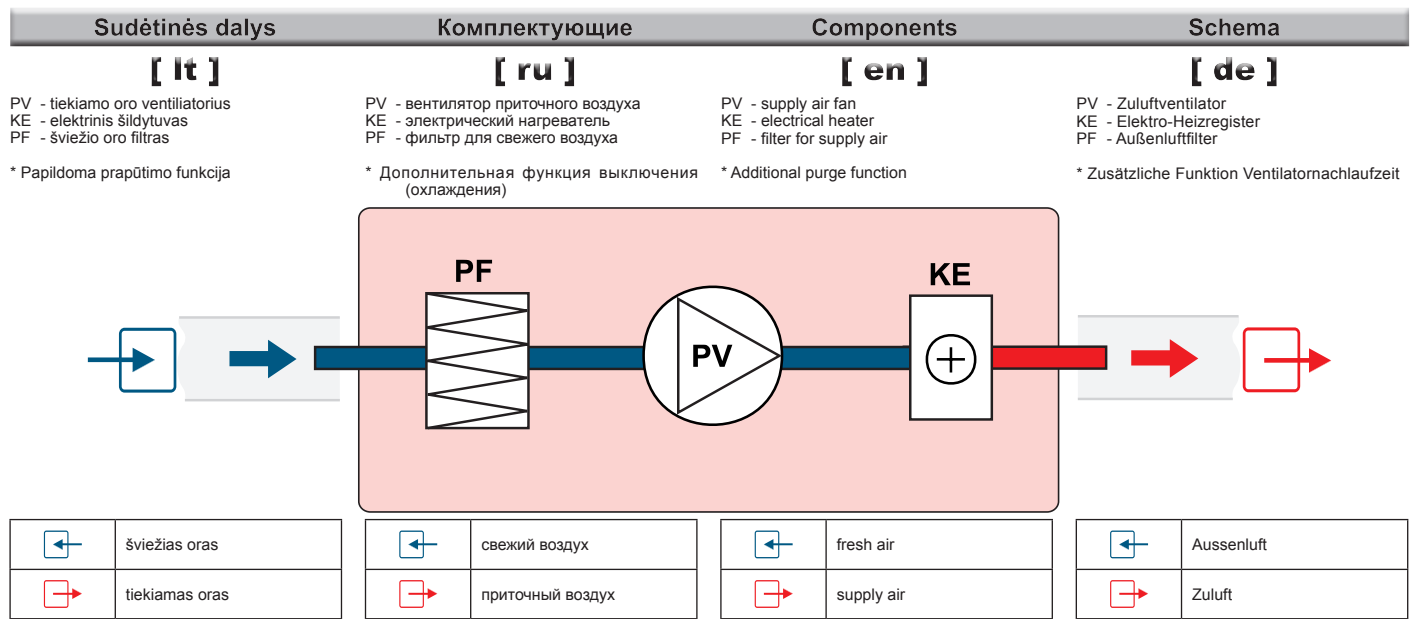 Sudėtinės dalys
Комплектующие
Components
Schema
[ lt ]
PV - tiekiamo oro ventiliatorius
KE - elektrinis šildytuvas
PF - šviežio oro filtras
* Papildoma prapūtimo funkcija
[ ru ]
PV - вентилятор приточного воздуха
KE - электрический нагреватель
PF - фильтр для свежего воздуха
* Дополнительная функция выключения
(охлаждения)
[ en ]
PV - supply air fan
KE - electrical heater
PF - filter for supply air
* Additional purge function
[ de ]
PV - Zuluftventilator
KE - Elektro-Heizregister
PF - Außenluftfilter
* Zusätzliche Funktion Ventilatornachlaufzeit
PF
PV
KE
šviežias oras
tiekiamas oras
свежий воздух
приточный воздух
fresh air
supply air
Aussenluft
Zuluft